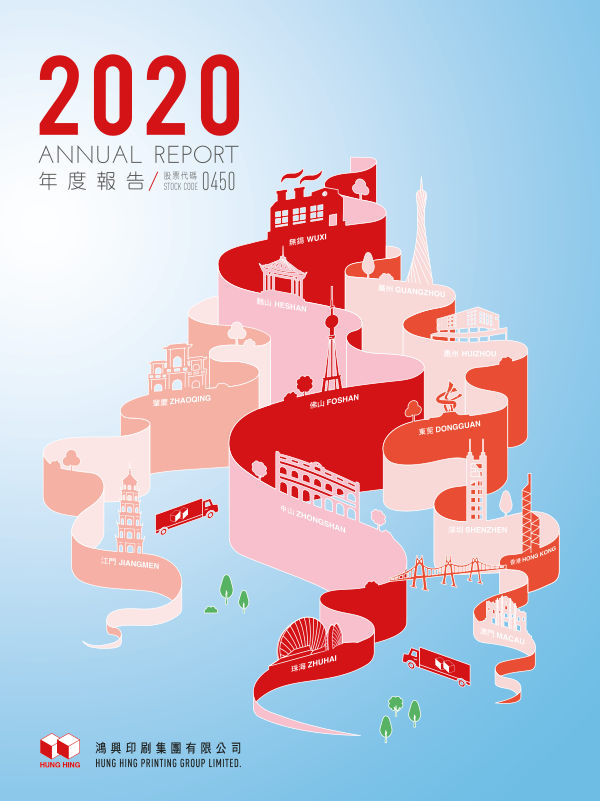 2020
ANNUAL REPORT
年度報告/股票代碼
STOCK CODE 0450
無錫 WUXI
鶴山 HESHAN
廣州 GUANGZHOU
惠州 HUIZHOU
肇慶 ZHAOQING
佛山 FOSHAN
東莞 DONGGUAN
中山 ZHONGSHAN
深圳 SHENZHEN
香港 HONG KONG
江門 JIANGMEN
澳門 MACAU
珠海 ZHUHAI
鴻興印刷集團有限公司
HUNG HING
HUNG HING PRINTING GROUP LIMITED.